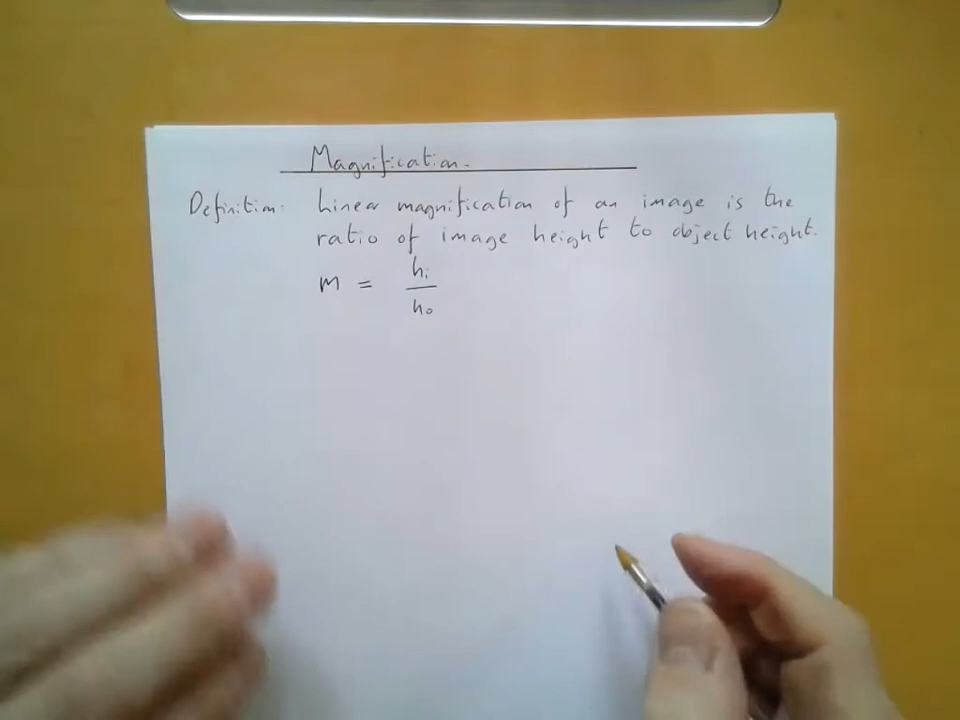 Magnification.
Definition: Linear magnification of an image is the
ratio of image height to object height.
m = hi/ho